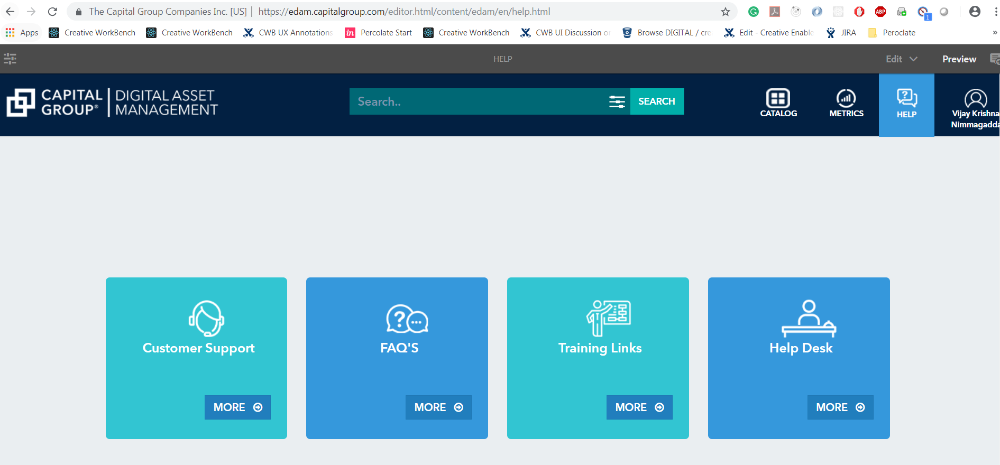 The Capital Group Companies Inc. [US] | https://edam.capitalgroup.com/editor.html/content/edam/en/help.html
Apps Creative WorkBench Creative WorkBench CWB UX Annotations Percolate Start Creative WorkBench CWB UI Discussion Browse DIGITAL / cre Edit - Creative Enable JIRA Peroclate »
HELP Edit Preview
CAPITAL GROUP® | DIGITAL ASSET MANAGEMENT
Search.. SEARCH
CATALOG METRICS HELP Vijay Krishna
Nimmagadda
Customer Support FAQ'S Training Links Help Desk
MORE MORE MORE MORE